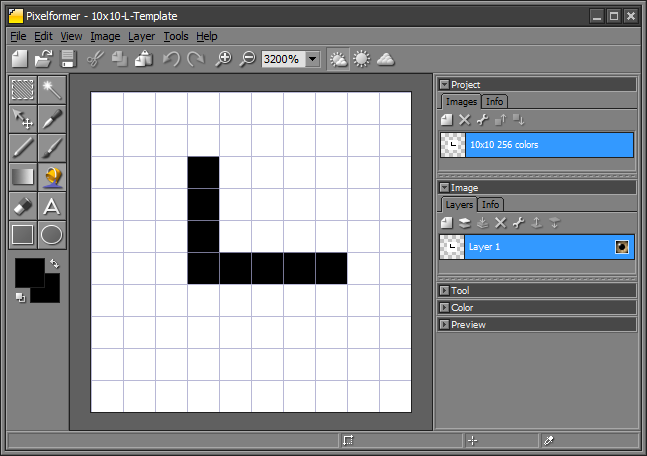 Pixelformer - 10x10-L-Template
File Edit View Image Layer Tools Help
3200%
Project
Images Info
10x10 256 colors
Image
Layers Info
Layer 1
Tool
Color
Preview